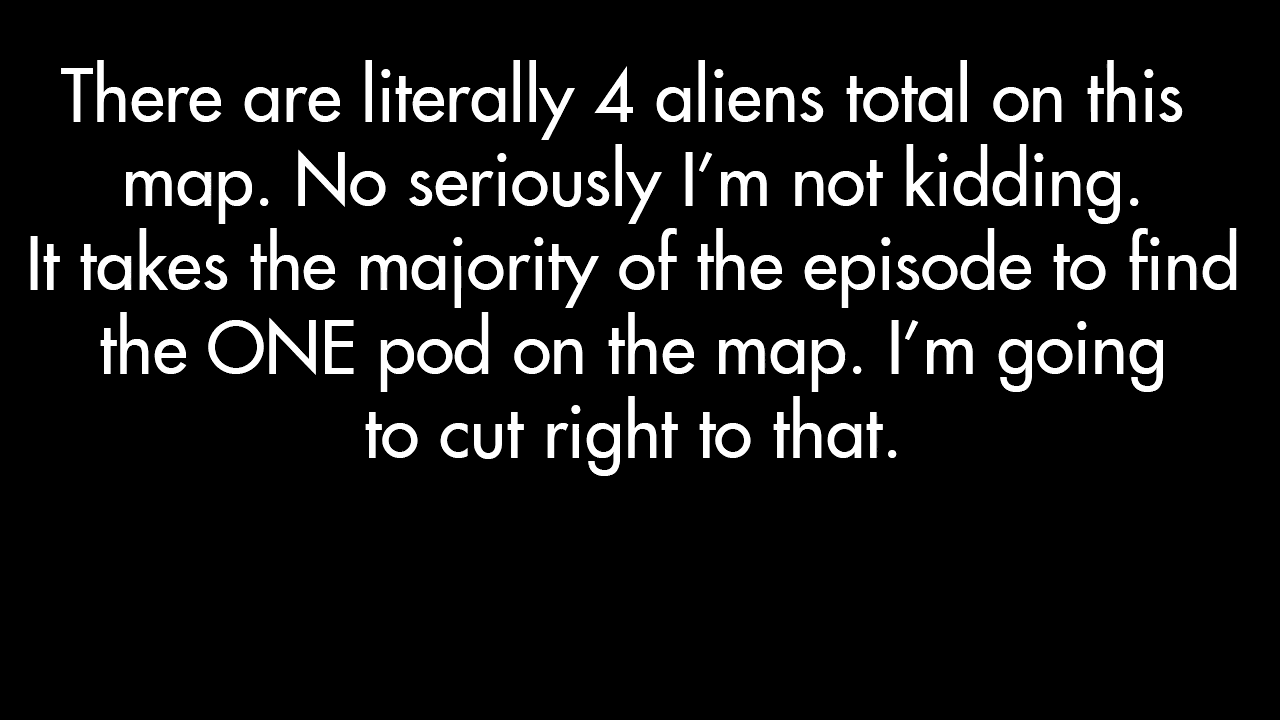 There are literally 4 aliens total on this
map. No seriously I’m not kidding.
It takes the majority of the episode to find
the ONE pod on the map. I’m going
to cut right to that.